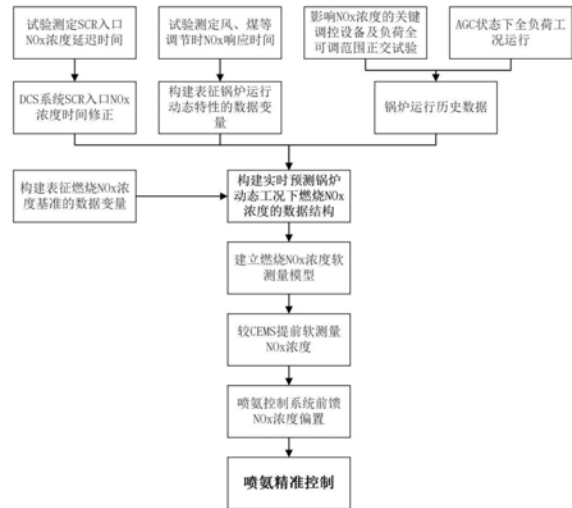 试验测定SCR入口
NOx浓度延迟时间
试验测定风、煤等
调节时NOx响应时间
影响NOx浓度的关键
调控设备及负荷全
可调范围正交试验
AGC状态下全负荷工
况运行
DCS系统SCR入口NOx
浓度时间修正
构建表征锅炉运行
动态特性的数据变
量
锅炉运行历史数据
构建表征燃烧NOx浓
度基准的数据变量
构建实时预测锅炉
动态工况下燃烧NOx
浓度的数据结构
建立燃烧NOx浓度软
测量模型
较CEMS提前软测量
NOx浓度
喷氨控制系统前馈
NOx浓度偏置
喷氨精准控制